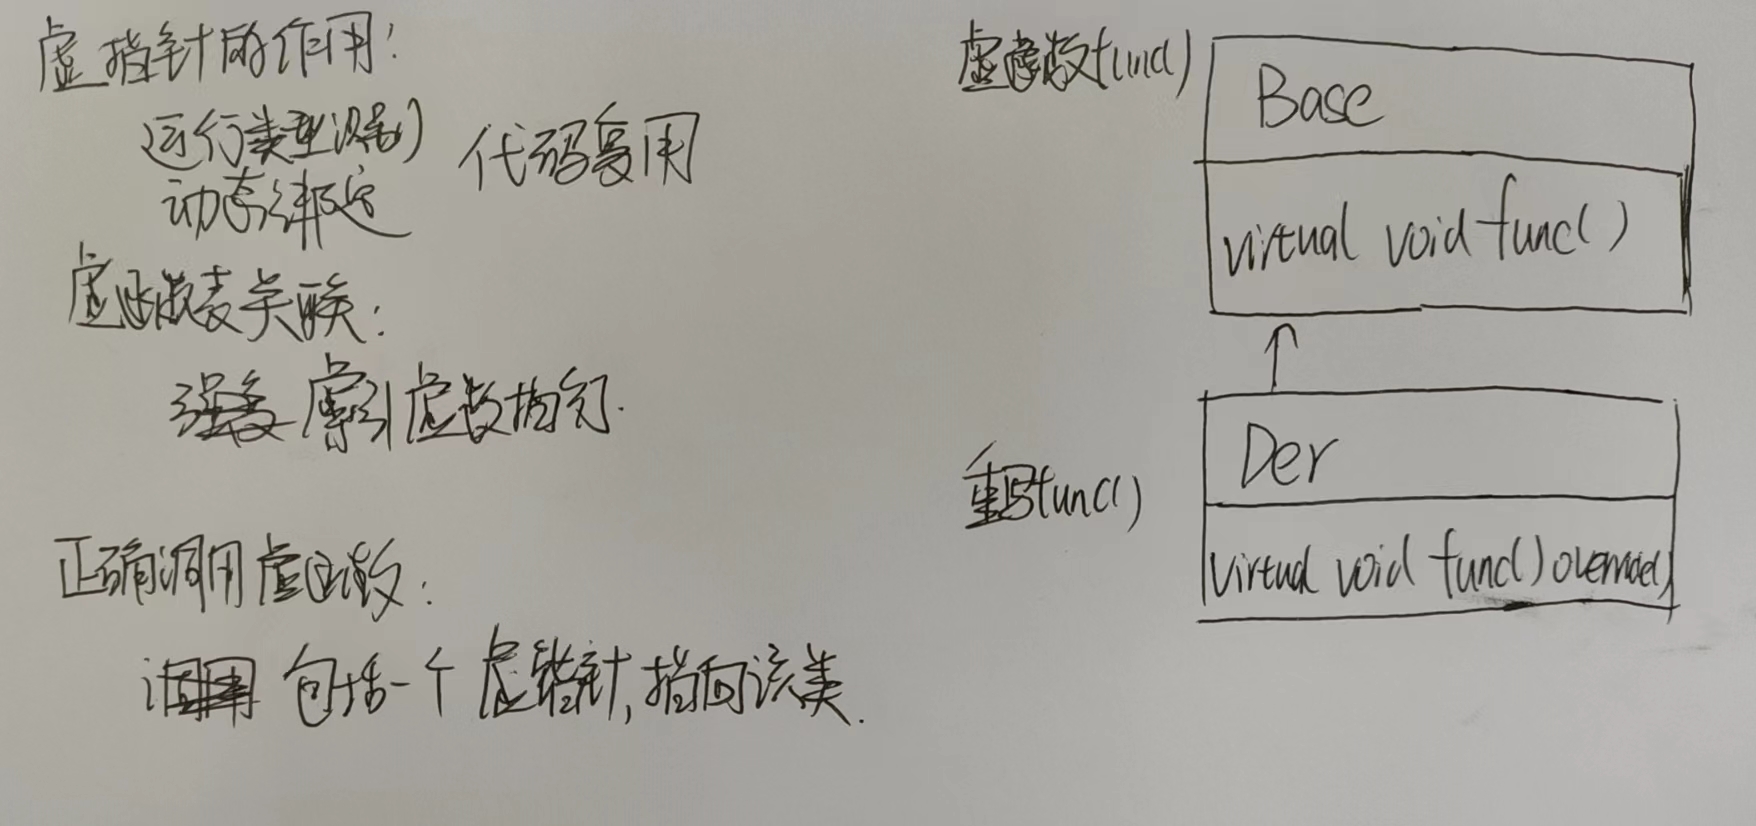 虚指针的作用:
运行类型识别
动态绑定
代码复用
虚函数表关联:
索引虚数指向.
正确调用虚函数:
包括一个虚指针,指向该类.
虚函数func()
Base
virtual void func()
Der
重写func()
virtual void func() override